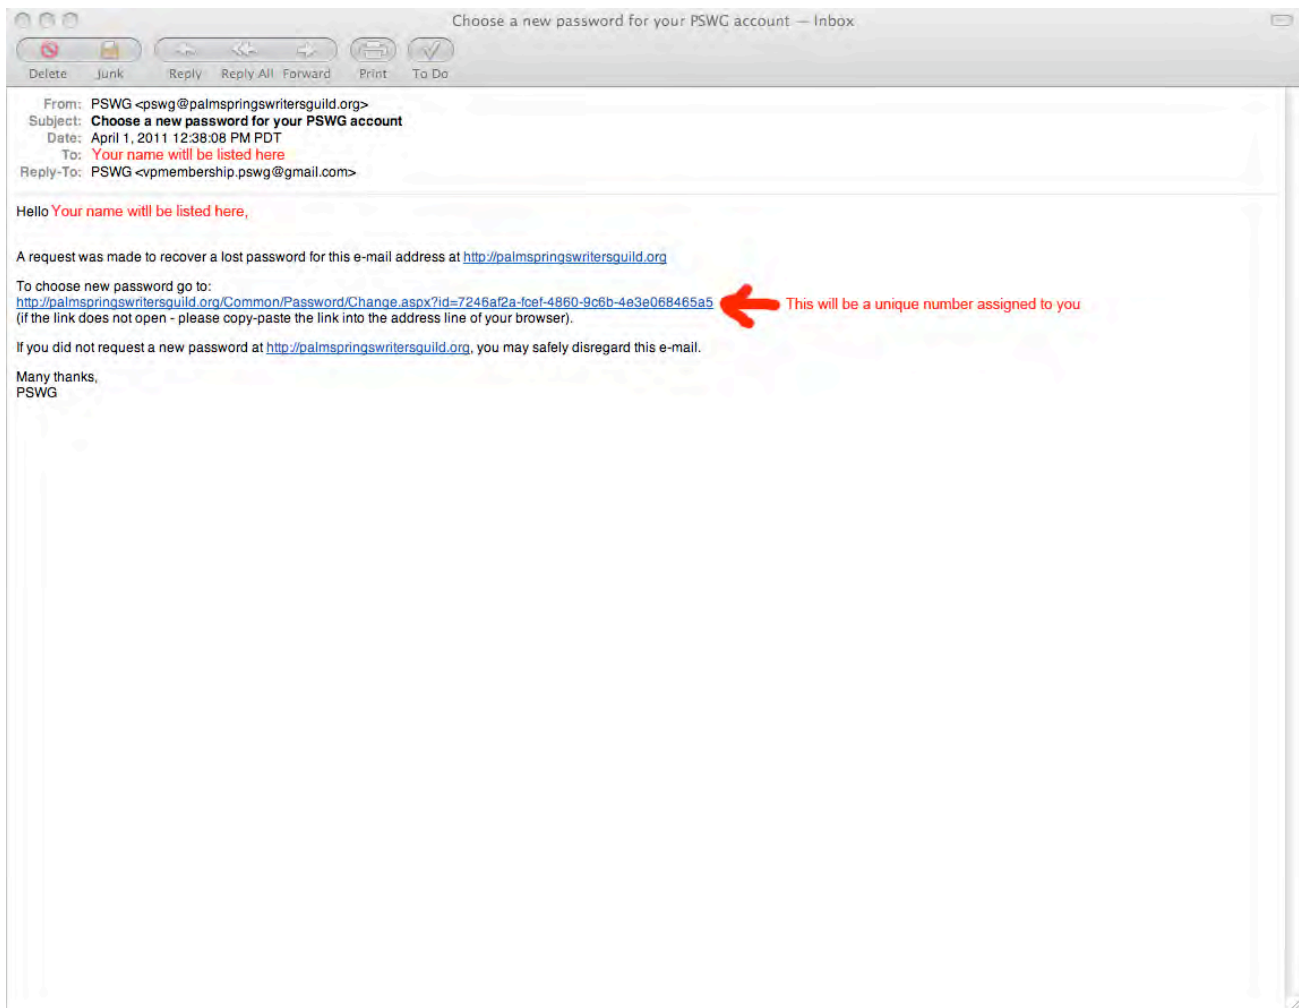 Choose a new password for your PSWG account — Inbox
Delete Junk Reply Reply All Forward Print To Do
From: PSWG <pswg@palmspringswritersguild.org>
Subject: Choose a new password for your PSWG account
Date: April 1, 2011 12:38:08 PM PDT
To: Your name witll be listed here
Reply-To: PSWG <vpmembership.pswg@gmail.com>
Hello Your name witll be listed here,
A request was made to recover a lost password for this e-mail address at http://palmspringswritersguild.org
To choose new password go to:
http://palmspringswritersguild.org/Common/Password/Change.aspx?id=7246af2a-fcef-4860-9c6b-4e3e068465a5 This will be a unique number assigned to you
(if the link does not open - please copy-paste the link into the address line of your browser).
If you did not request a new password at http://palmspringswritersguild.org, you may safely disregard this e-mail.
Many thanks,
PSWG